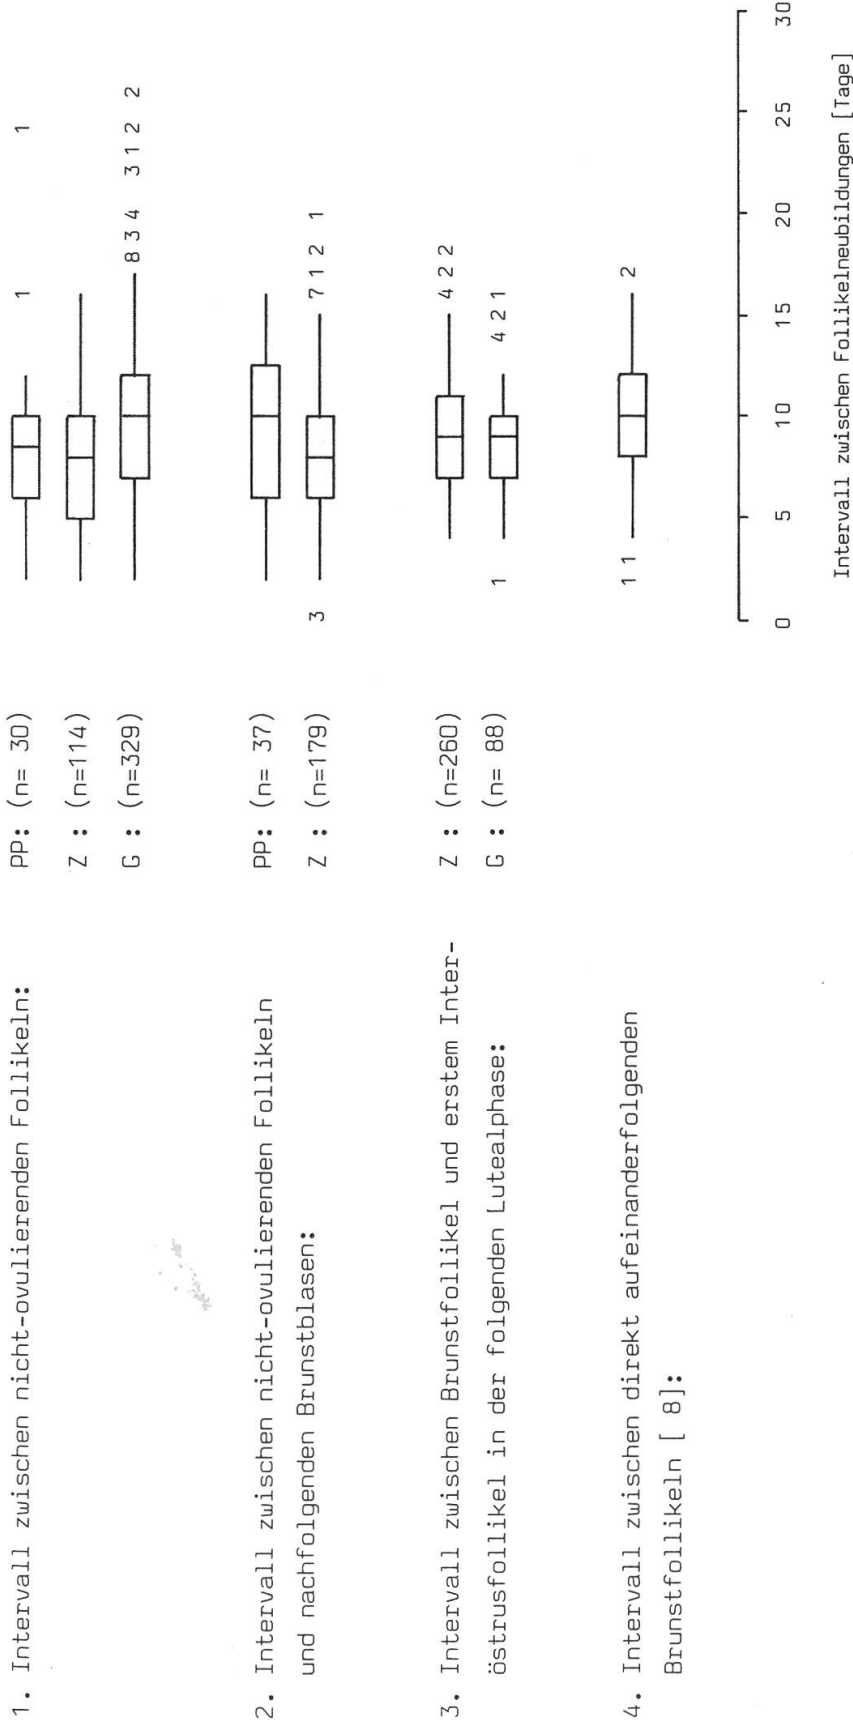 1. Intervall zwischen nicht-ovulierenden Follikeln:
PP: (n= 30) 1 1
Z : (n=114)
G : (n=329) 8 3 4 3 1 2 2
2. Intervall zwischen nicht-ovulierenden Follikeln
PP: (n= 37)
und nachfolgenden Brunstblasen:
Z : (n=179) 3 7 1 2 1
3. Intervall zwischen Brunstfollikel und erstem Inter-
Z : (n=260) 4 2 2
östrusfollikel in der folgenden Lutealphase:
G : (n= 88) 1 4 2 1
4. Intervall zwischen direkt aufeinanderfolgenden
1 1 2
Brunstfollikeln [ 8]:
0 5 10 15 20 25 30
Intervall zwischen Follikelneubildungen [Tage]